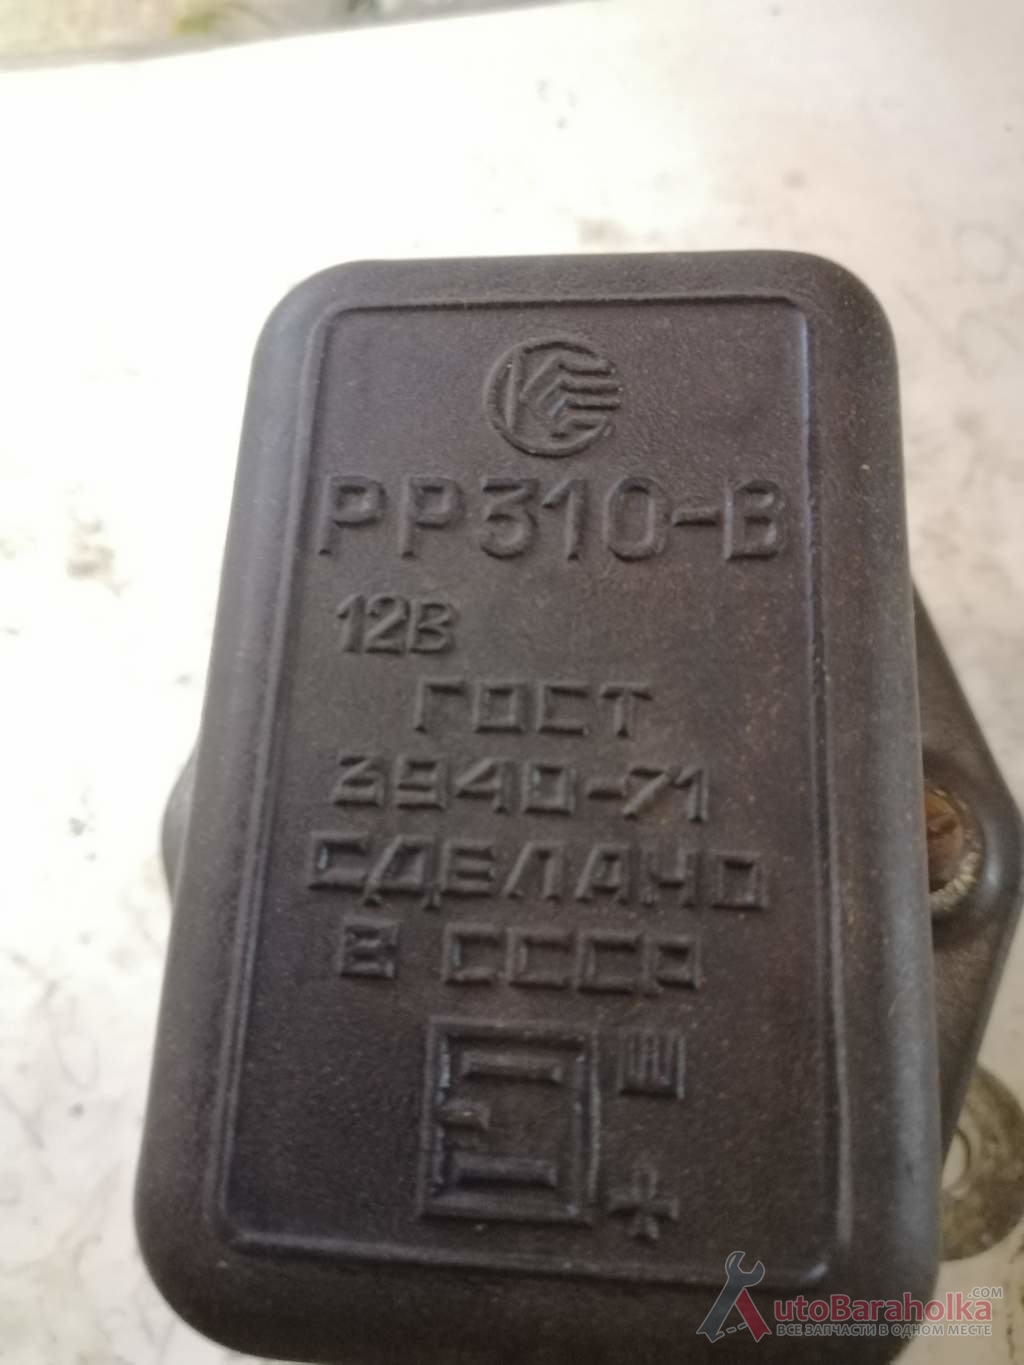 РР310-В
12В
ГОСТ
3940-71
СДЕЛАНО
В СССР
Ш
+
AutoBaraholka.COM
ВСЕ ЗАПЧАСТИ В ОДНОМ МЕСТЕ